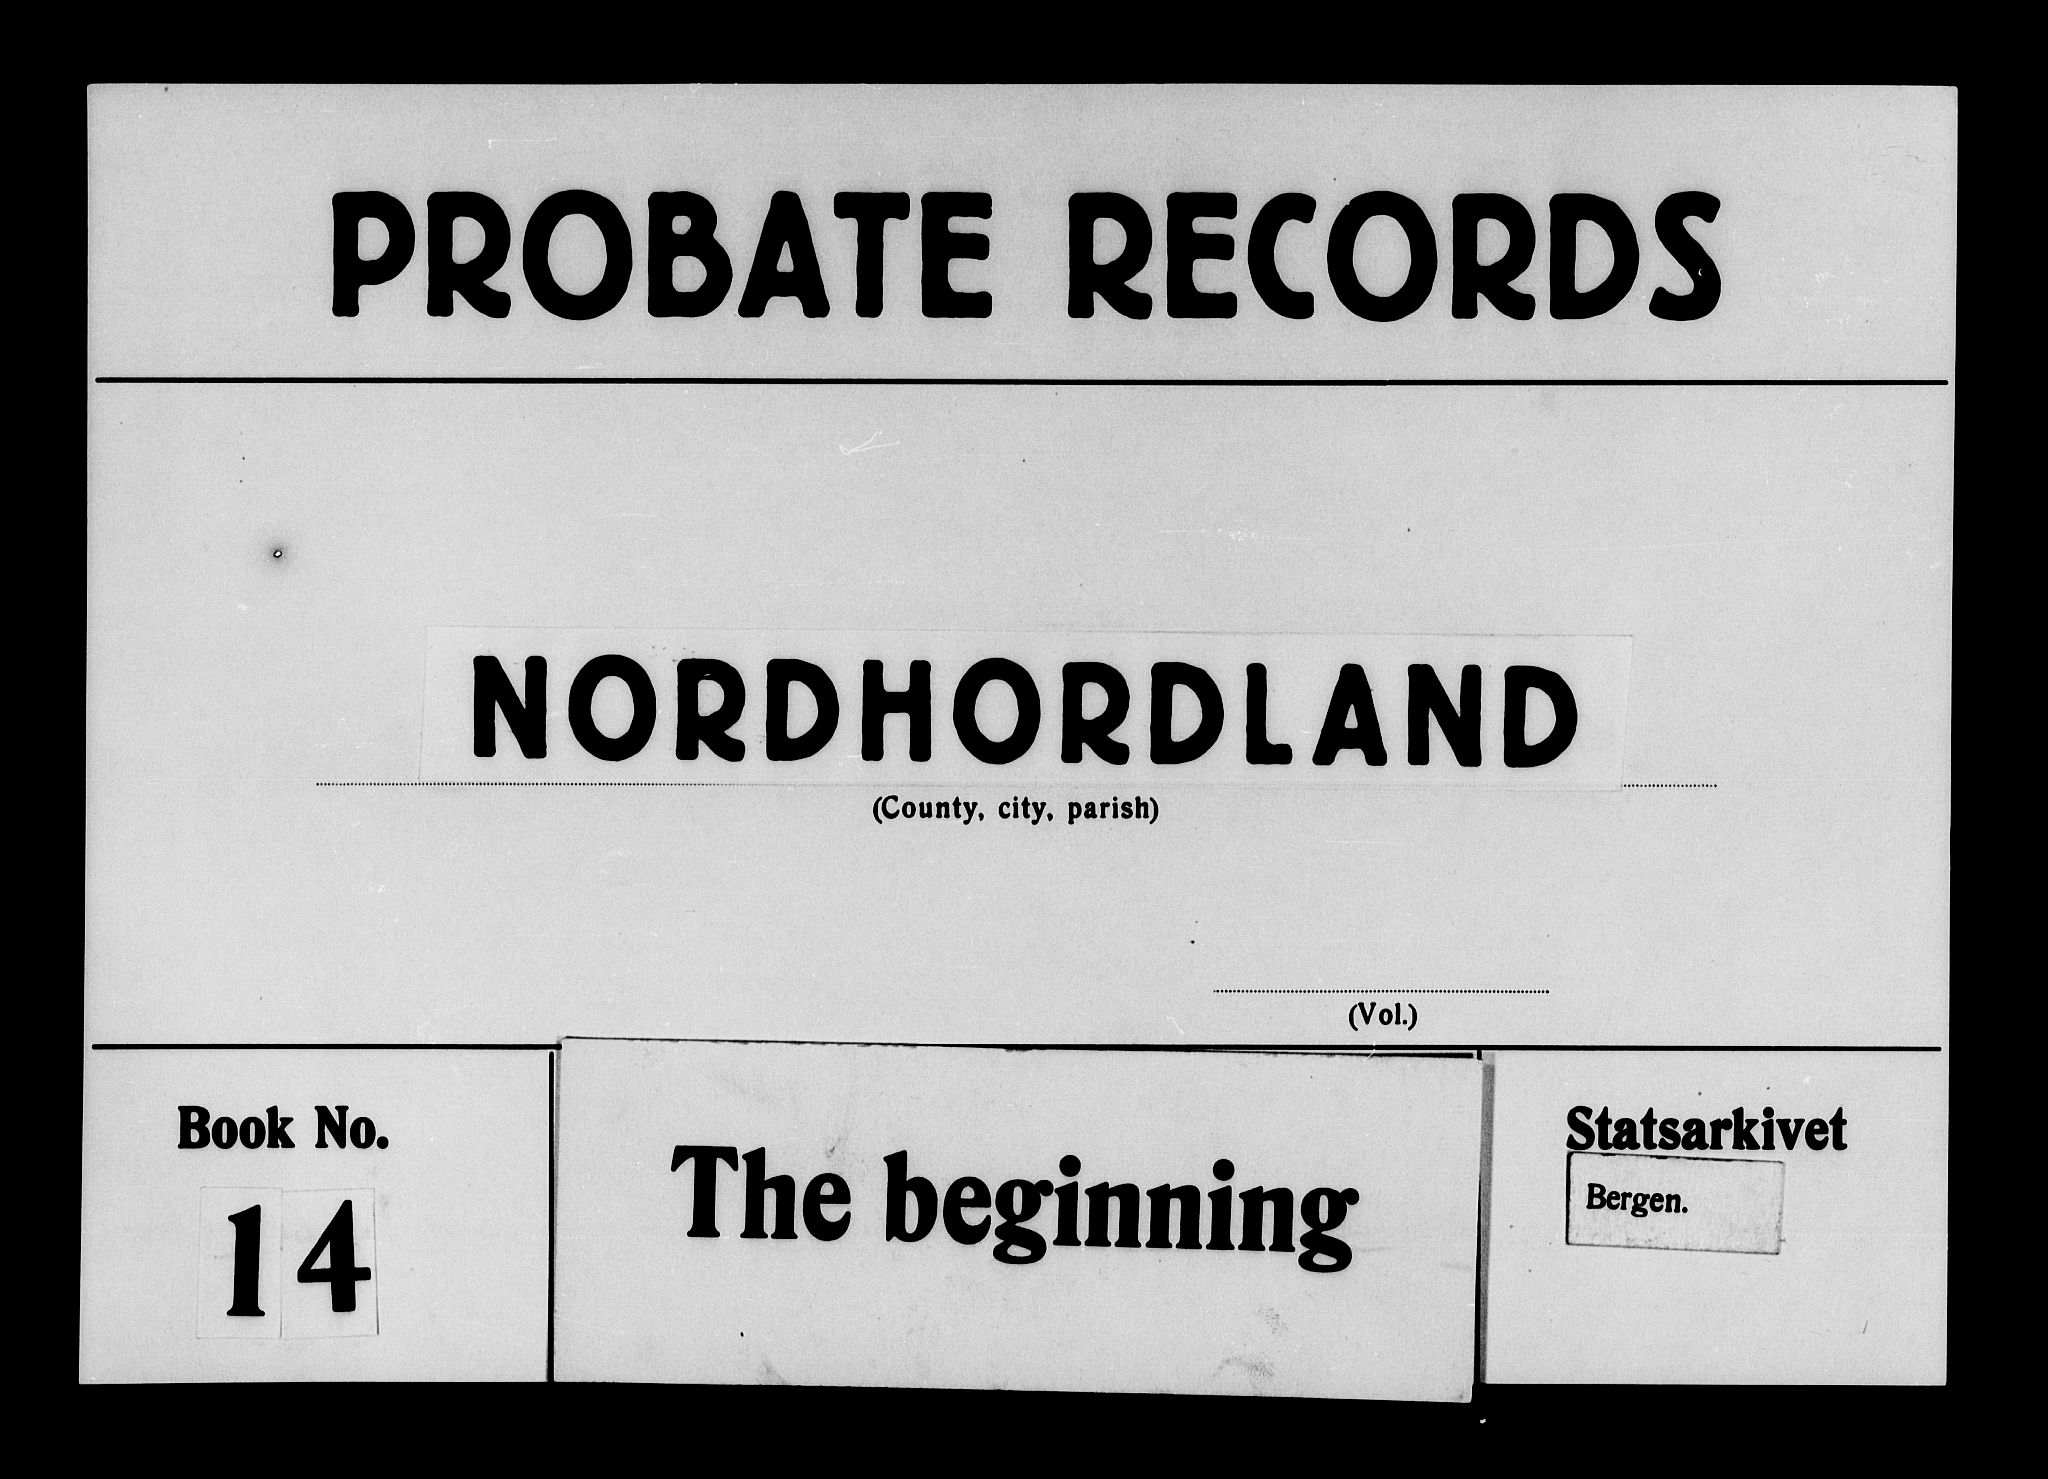 PROBATE RECORDS
NORDHORDLAND
(County, city, parish)
(Vol.)
Book No.
14
The beginning
Statsarkivet
Bergen.